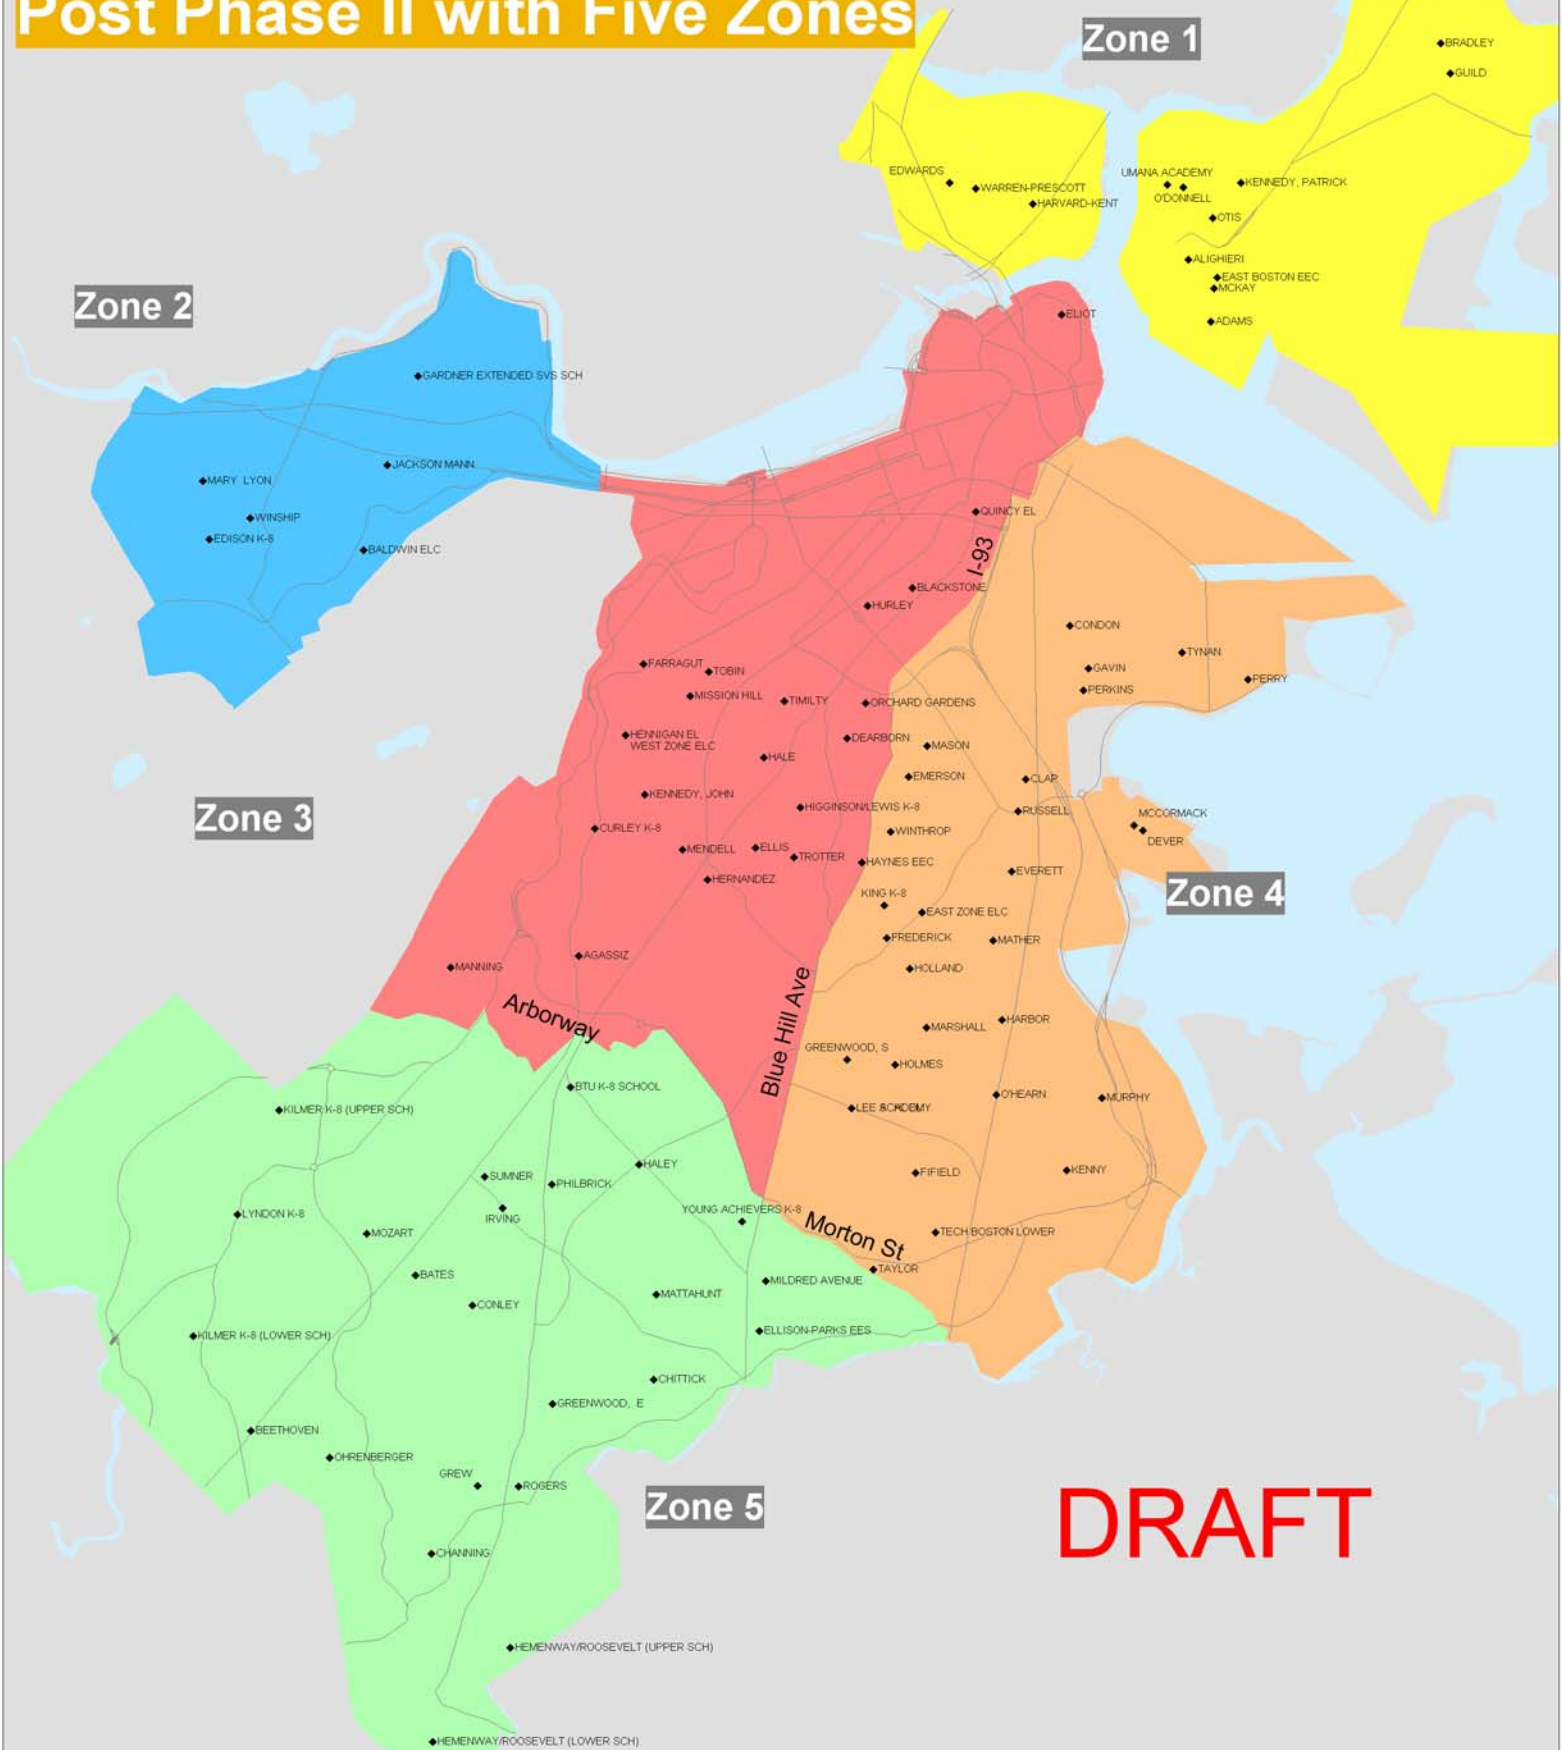 Post Phase II with Five Zones
Zone 1
BRADLEY
GUILD
EDWARDS
WARREN-PRESCOTT
HARVARD-KENT
UMANA ACADEMY
O'DONNELL
KENNEDY, PATRICK
OTIS
ALIGHIERI
EAST BOSTON EEC
MCKAY
ADAMS
Zone 2
GARDNER EXTENDED SVS SCH
JACKSON MANN
MARY LYON
WINSHIP
EDISON K-8
BALDWIN ELC
ELIOT
QUINCY EL
I-93
BLACKSTONE
HURLEY
FARRAGUT
TOBIN
MISSION HILL
TIMILTY
ORCHARD GARDENS
HENNIGAN EL
WEST ZONE ELC
DEARBORN
HALE
KENNEDY, JOHN
HIGGINSON/LEWIS K-8
Zone 3
CURLEY K-8
MENDELL
ELLIS
TROTTER
HERNANDEZ
AGASSIZ
MANNING
Arborway
Blue Hill Ave
CONDON
TYNAN
GAVIN
PERKINS
PERRY
MASON
EMERSON
CLAP
RUSSELL
MCCORMACK
DEVER
WINTHROP
HAYNES EEC
EVERETT
Zone 4
KING K-8
EAST ZONE ELC
FREDERICK
MATHER
HOLLAND
HARBOR
MARSHALL
GREENWOOD, S
HOLMES
O'HEARN
MURPHY
LEE
FIFIELD
KENNY
Morton St
TECH BOSTON LOWER
TAYLOR
BTU K-8 SCHOOL
KILMER K-8 (UPPER SCH)
HALEY
SUMNER
PHILBRICK
IRVING
YOUNG ACHIEVERS K-8
LYNDON K-8
MOZART
BATES
MILDRED AVENUE
MATTAHUNT
CONLEY
ELLISON-PARKS EES
KILMER K-8 (LOWER SCH)
CHITTICK
GREENWOOD, E
BEETHOVEN
OHRENBERGER
GREW
ROGERS
Zone 5
DRAFT
CHANNING
HEMENWAY/ROOSEVELT (UPPER SCH)
HEMENWAY/ROOSEVELT (LOWER SCH)